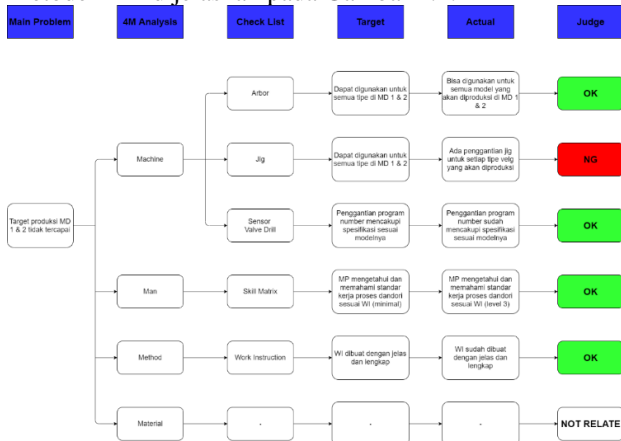 Main Problem
4M Analysis
Check List
Target
Actual
Judge
Target produksi MD
1 & 2 tidak tercapai
Machine
Arbor
Dapat digunakan untuk
semua tipe di MD 1 & 2
Bisa digunakan untuk
semua model yang
akan diproduksi di MD 1
& 2
OK
Jig
Dapat digunakan untuk
semua tipe di MD 1 & 2
Ada penggantian jig
untuk setiap tipe velg
yang akan diproduksi
NG
Sensor
Valve Drill
Penggantian program
number mencakupi
spesifikasi sesuai
modelnya
Penggantian program
number sudah
mencakupi spesifikasi
sesuai modelnya
OK
Man
Skill Matrix
MP mengetahui dan
memahami standar
kerja proses dandori
sesuai WI (minimal)
MP mengetahui dan
memahami standar
kerja proses dandori
sesuai WI (level 3)
OK
Method
Work Instruction
WI dibuat dengan jelas
dan lengkap
WI sudah dibuat
dengan jelas dan
lengkap
OK
Material
-
-
-
NOT RELATE